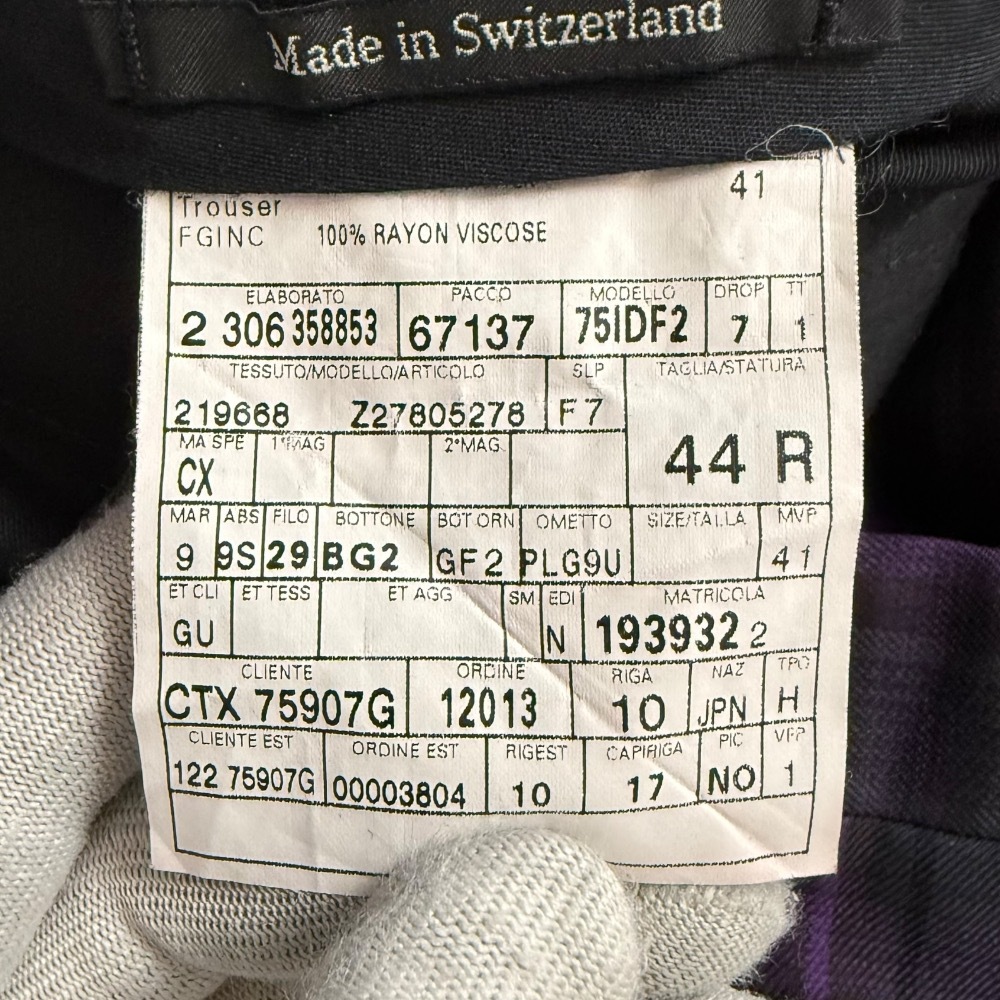 Made in Switzerland
41
Trouser
FGINC 100% RAYON VISCOSE
ELABORATO PACCO MODELLO DROP TT
2 306 358853 67137 75IDF2 7 1
TESSUTO/MODELLO/ARTICOLO SLP TAGLIA/STATURA
219668 Z27805278 F7
44 R
MA SPE 1°MAG 2°MAG
CX
MAR ABS FILO BOTTONE BOT ORN OMETTO SIZE/TALLA MVP
9 9S 29 BG2 GF2 PLG9U 41
ET CLI ET TESS ET AGG SM EDI MATRICOLA
GU N 193932 2
CLIENTE ORDINE RIGA NAZ TPO
CTX 75907G 12013 10 JPN H
CLIENTE EST ORDINE EST RIGEST CAPIRIGA PIC VFP
122 75907G 00003804 10 17 NO 1